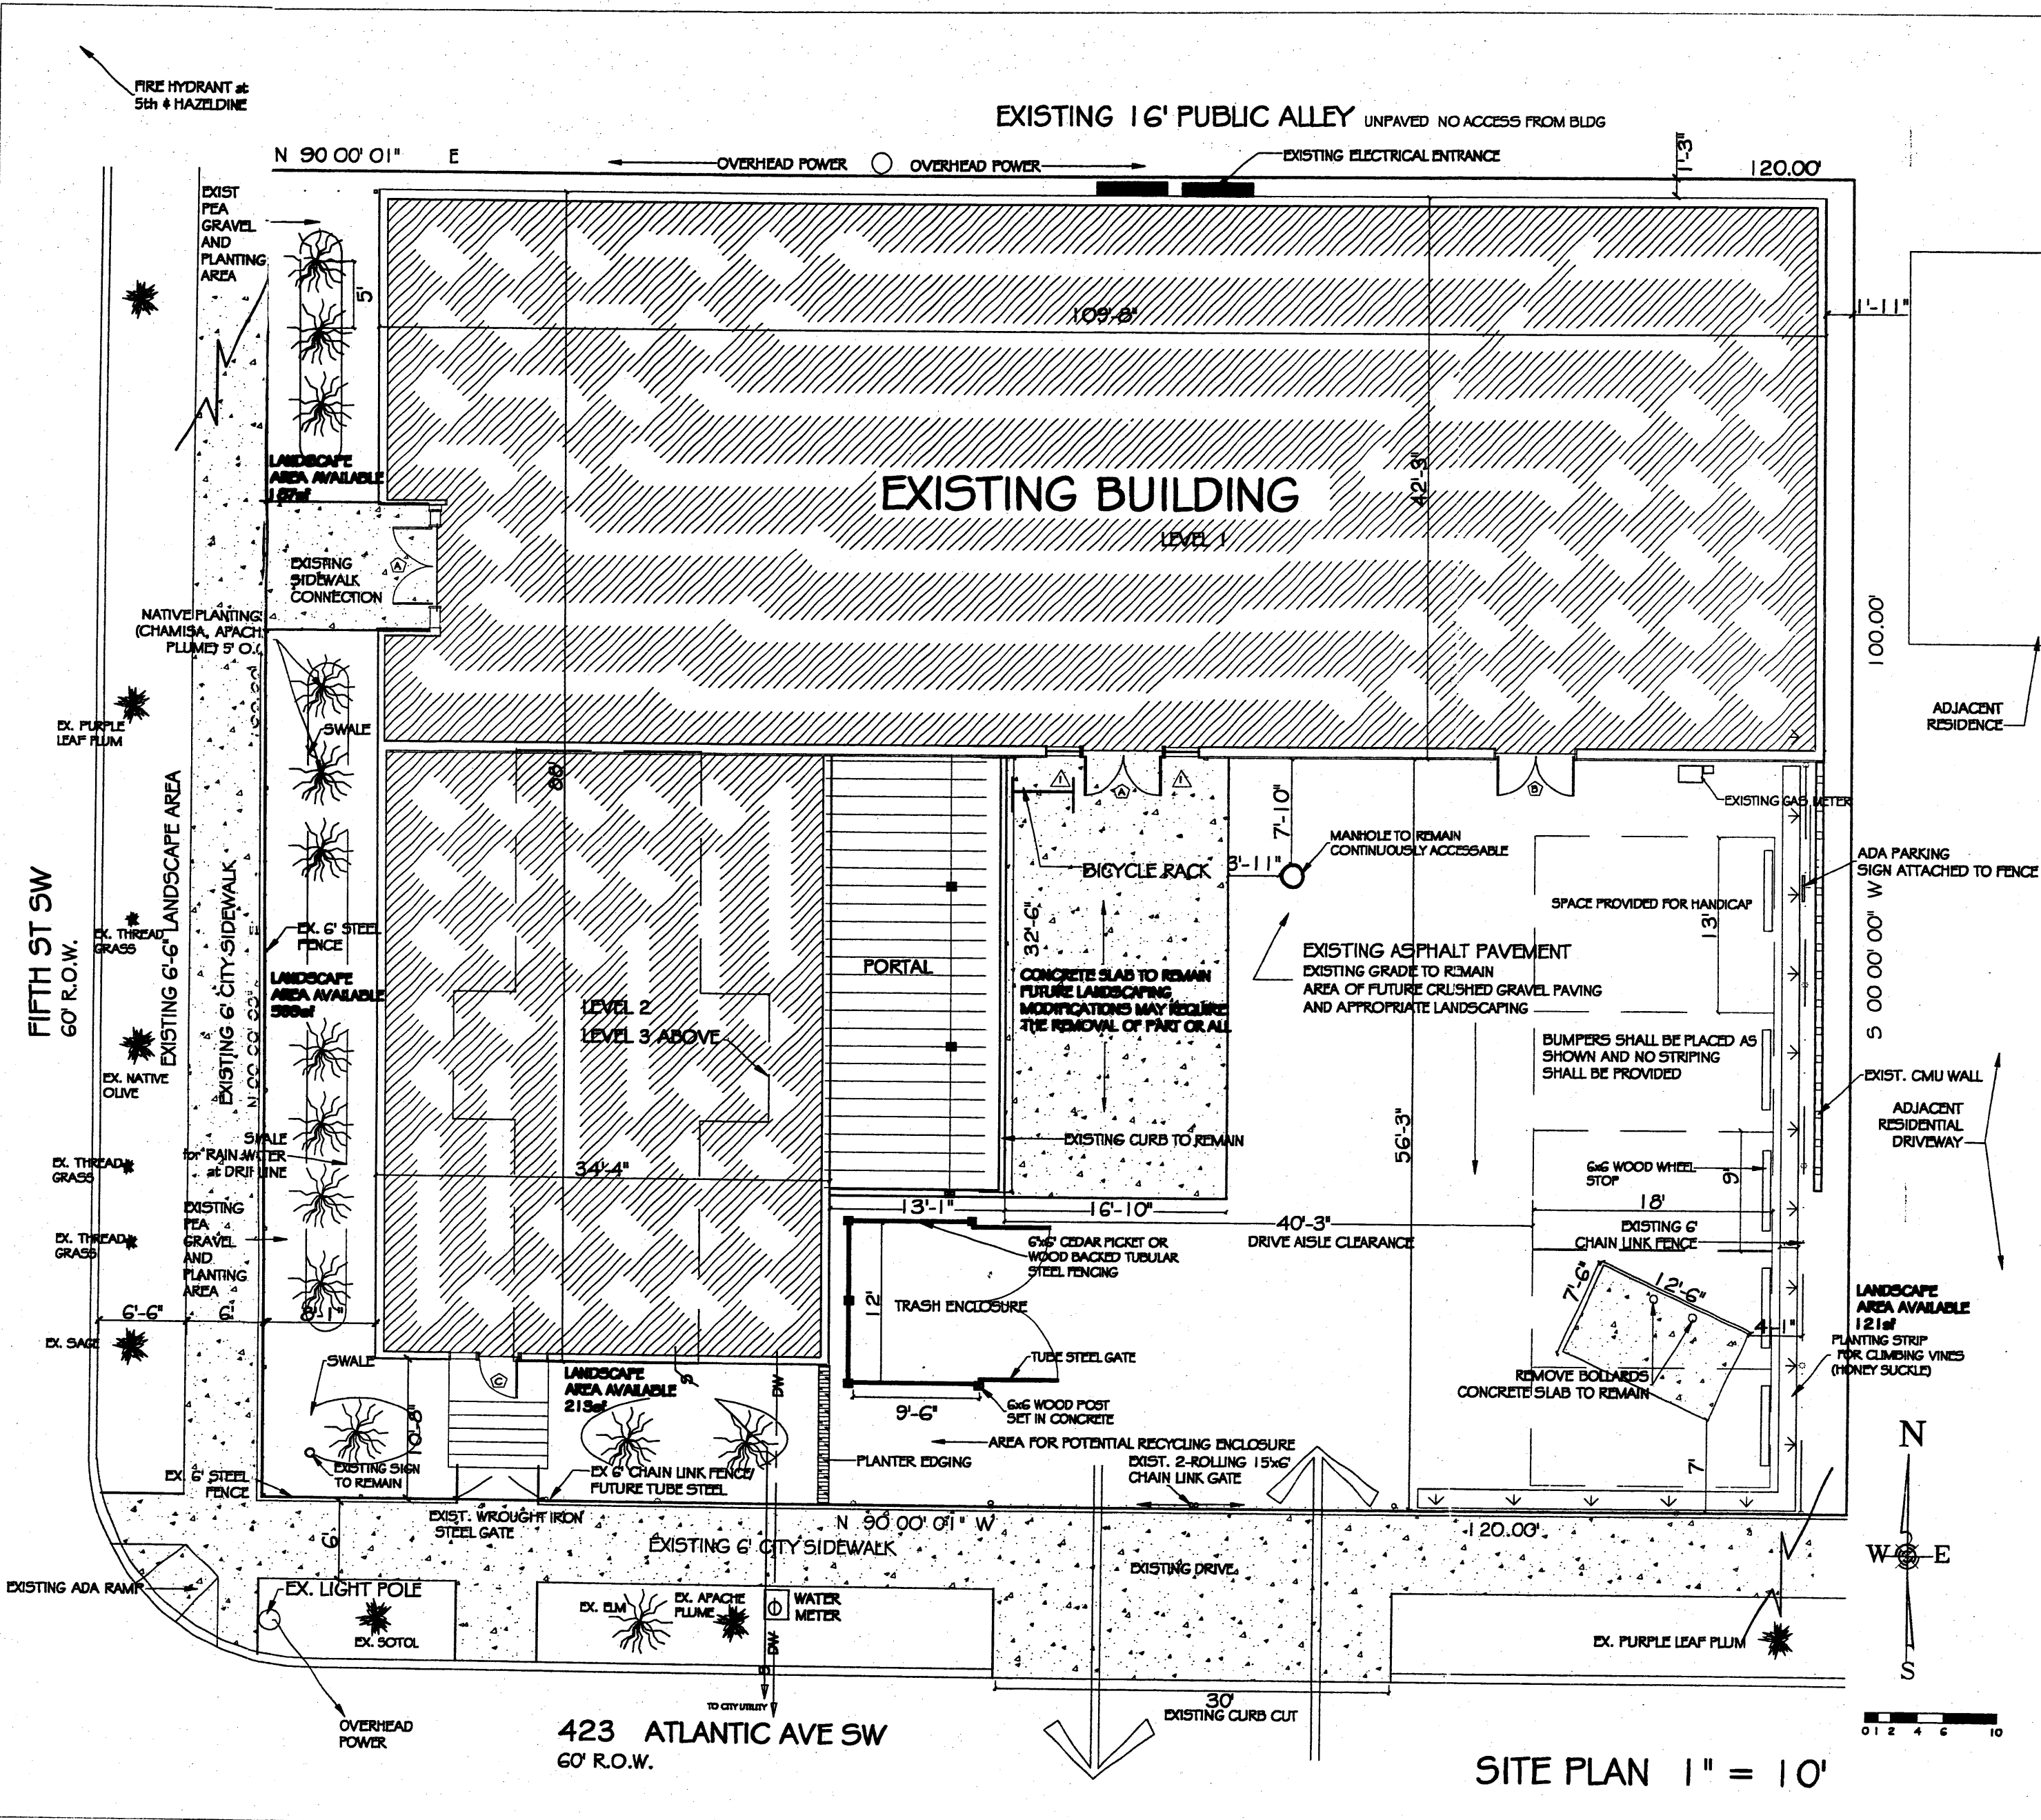 FIRE HYDRANT at
5th & HAZELDINE
EXISTING 16' PUBLIC ALLEY UNPAVED NO ACCESS FROM BLDG
N 90 00' 01" E
OVERHEAD POWER
OVERHEAD POWER
EXISTING ELECTRICAL ENTRANCE
1'-3"
120.00'
EXIST
PEA
GRAVEL
AND
PLANTING
AREA
5'
109'-8"
1'-11"
LANDSCAPE
AREA AVAILABLE
EXISTING BUILDING
LEVEL 1
42'-3"
EXISTING
SIDEWALK
CONNECTION
A
NATIVE PLANTING
(CHAMISA, APACH
PLUME) 5' O.
100.00'
ADJACENT
RESIDENCE
EX. PURPLE
LEAF PLUM
SWALE
A
B
EXISTING GAS METER
7'-10"
MANHOLE TO REMAIN
CONTINUOUSLY ACCESSABLE
3'-11"
BICYCLE RACK
ADA PARKING
SIGN ATTACHED TO FENCE
SPACE PROVIDED FOR HANDICAP
13'
FIFTH ST SW
60' R.O.W.
EXISTING 6'-6" LANDSCAPE AREA
EXISTING 6' CITY SIDEWALK
EX. THREAD
GRASS
EX. 6' STEEL
FENCE
LANDSCAPE
AREA AVAILABLE
PORTAL
32'-6"
CONCRETE SLAB TO REMAIN
FUTURE LANDSCAPING
MODIFICATIONS MAY REQUIRE
THE REMOVAL OF PART OR ALL
EXISTING ASPHALT PAVEMENT
EXISTING GRADE TO REMAIN
AREA OF FUTURE CRUSHED GRAVEL PAVING
AND APPROPRIATE LANDSCAPING
S 00 00' 00" W
LEVEL 2
LEVEL 3 ABOVE
BUMPERS SHALL BE PLACED AS
SHOWN AND NO STRIPING
SHALL BE PROVIDED
EX. NATIVE
OLIVE
EXIST. CMU WALL
ADJACENT
RESIDENTIAL
DRIVEWAY
SWALE
for RAIN WATER
at DRIP LINE
EXISTING CURB TO REMAIN
56'-3"
EX. THREAD
GRASS
34'-4"
6x6 WOOD WHEEL
STOP
9'
18'
13'-1"
16'-10"
40'-3"
DRIVE AISLE CLEARANCE
EXISTING
PEA
GRAVEL
AND
PLANTING
AREA
EX. THREAD
GRASS
6'x6' CEDAR PICKET OR
WOOD BACKED TUBULAR
STEEL FENCING
EXISTING 6'
CHAIN LINK FENCE
7'-6"
12'-6"
12'
TRASH ENCLOSURE
6'-6"
6'
8'-1"
LANDSCAPE
AREA AVAILABLE
121sf
4'-1"
PLANTING STRIP
FOR CLIMBING VINES
(HONEY SUCKLE)
EX. SAGE
SWALE
C
LANDSCAPE
AREA AVAILABLE
213sf
DW
TUBE STEEL GATE
REMOVE BOLLARDS
CONCRETE SLAB TO REMAIN
9'-6"
6x6 WOOD POST
SET IN CONCRETE
10'-8"
AREA FOR POTENTIAL RECYCLING ENCLOSURE
EXISTING SIGN
TO REMAIN
EX. 6' STEEL
FENCE
EX 6' CHAIN LINK FENCE/
FUTURE TUBE STEEL
PLANTER EDGING
EXIST. 2-ROLLING 15'x6'
CHAIN LINK GATE
7'
EXIST. WROUGHT IRON
STEEL GATE
N 90 00' 01" W
120.00'
6'
EXISTING 6' CITY SIDEWALK
EXISTING DRIVE
EXISTING ADA RAMP
EX. LIGHT POLE
EX. SOTOL
EX. ELM
EX. APACHE
PLUME
WATER
METER
DW
EX. PURPLE LEAF PLUM
N
W
E
S
30'
EXISTING CURB CUT
TO CITY UTILITY
OVERHEAD
POWER
423 ATLANTIC AVE SW
60' R.O.W.
0 1 2 4 6 10
SITE PLAN 1" = 10'